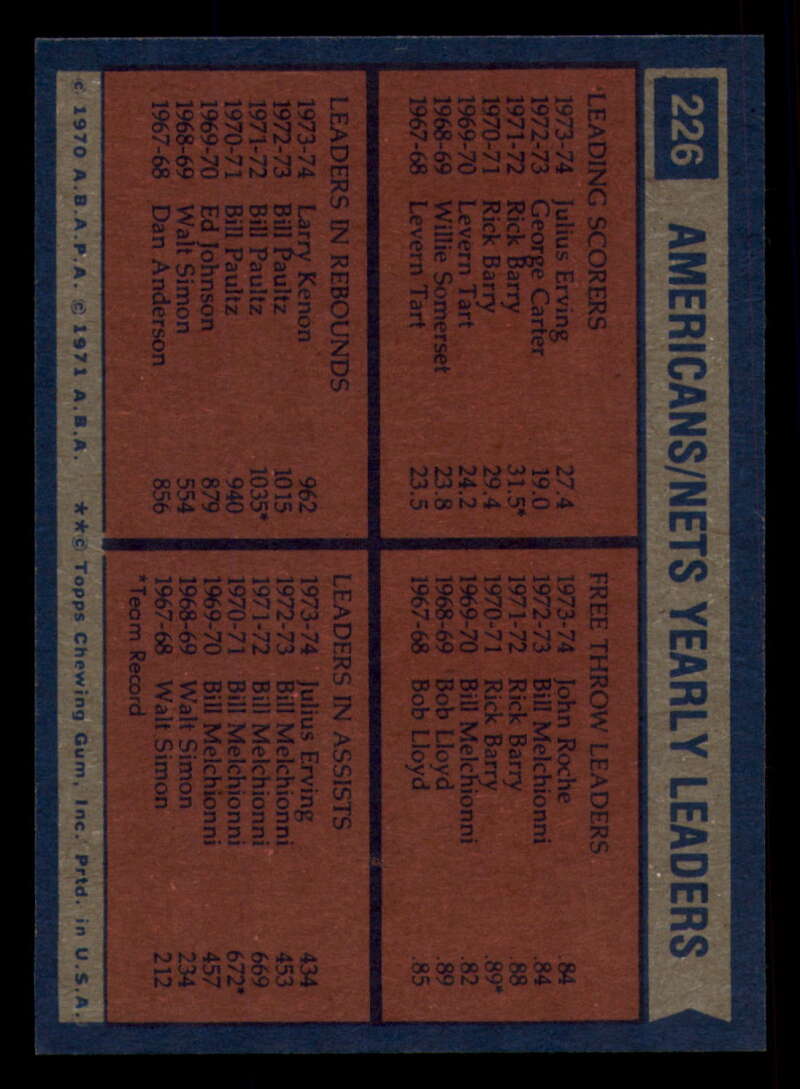 226 AMERICANS/NETS YEARLY LEADERS
LEADING SCORERS
1973-74 Julius Erving 27.4
1972-73 George Carter 19.0
1971-72 Rick Barry 31.5*
1970-71 Rick Barry 29.4
1969-70 Levern Tart 24.2
1968-69 Willie Somerset 23.8
1967-68 Levern Tart 23.5
FREE THROW LEADERS
1973-74 John Roche .84
1972-73 Bill Melchionni .84
1971-72 Rick Barry .88
1970-71 Rick Barry .89*
1969-70 Bill Melchionni .82
1968-69 Bob Lloyd .89
1967-68 Bob Lloyd .85
LEADERS IN REBOUNDS
1973-74 Larry Kenon 962
1972-73 Bill Paultz 1015
1971-72 Bill Paultz 1035*
1970-71 Bill Paultz 940
1969-70 Ed Johnson 879
1968-69 Walt Simon 554
1967-68 Dan Anderson 856
LEADERS IN ASSISTS
1973-74 Julius Erving 434
1972-73 Bill Melchionni 453
1971-72 Bill Melchionni 669
1970-71 Bill Melchionni 672*
1969-70 Bill Melchionni 457
1968-69 Walt Simon 234
1967-68 Walt Simon 212
*Team Record
© 1970 A.B.A.P.A. © 1971 A.B.A. **© Topps Chewing Gum, Inc. Prtd. in U.S.A.